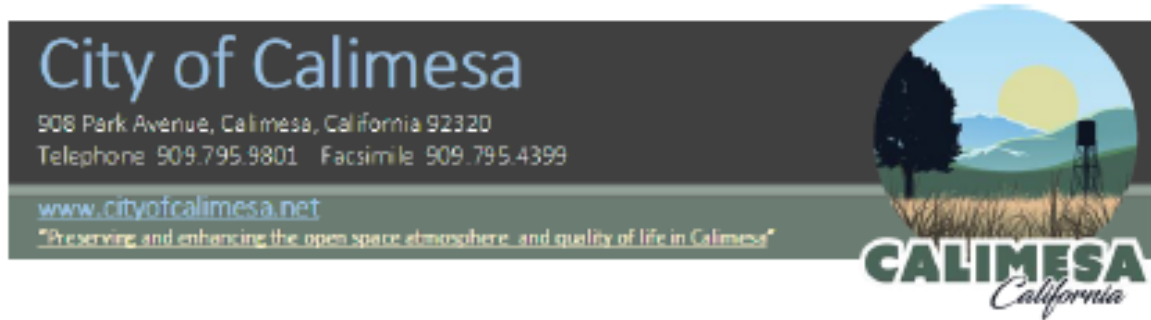 City of Calimesa
908 Park Avenue, Calimesa, California 92320
Telephone 909.795.9801 Facsimile 909.795.4399
www.cityofcalimesa.net
"Preserving and enhancing the open space atmosphere and quality of life in Calimesa"
CALIMESA
California